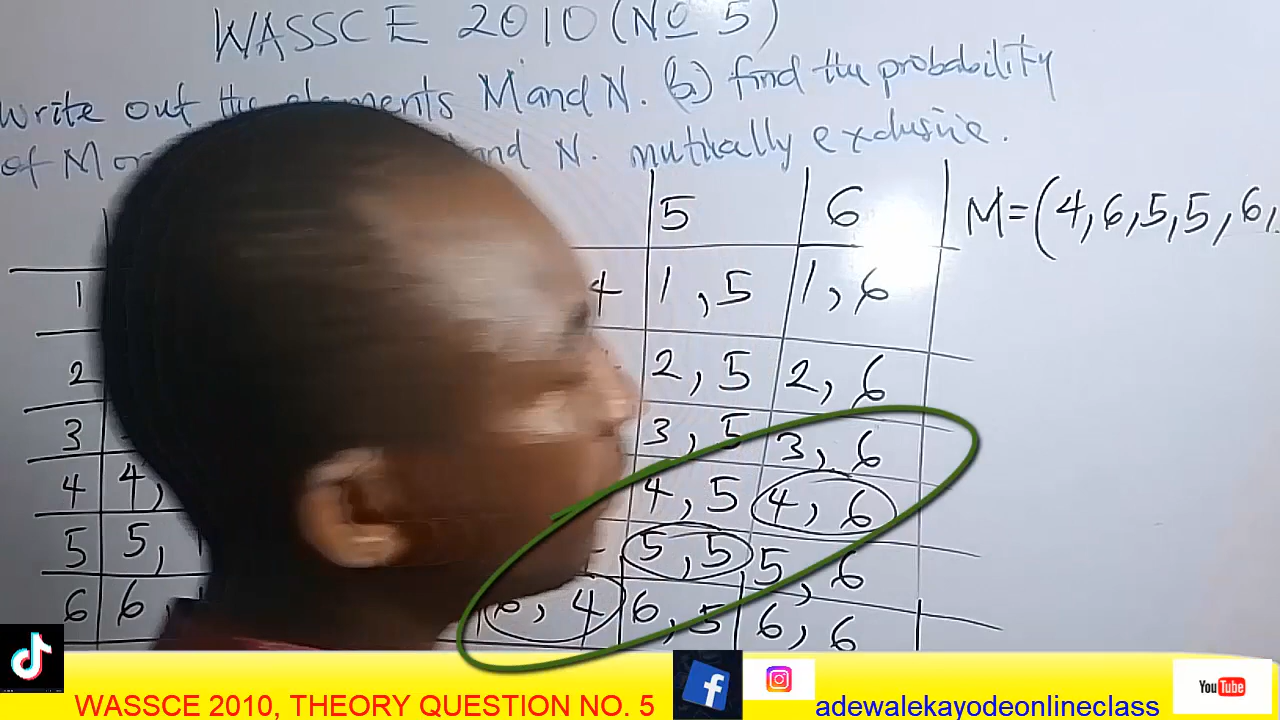 WASSCE 2010 (No 5)
Write out the elements M and N. (b) find the probability
of M or and N. mutually exclusive.
5 6 M=(4,6,5,5,6,
1 4 1,5 1,6
2 2,5 2,6
3 3,5 3,6
4 4, 4,5 4,6
5 5, 5,5 5,6
6 6, 6,4 6,5 6,6
WASSCE 2010, THEORY QUESTION NO. 5 adewalekayodeonlineclass
YouTube